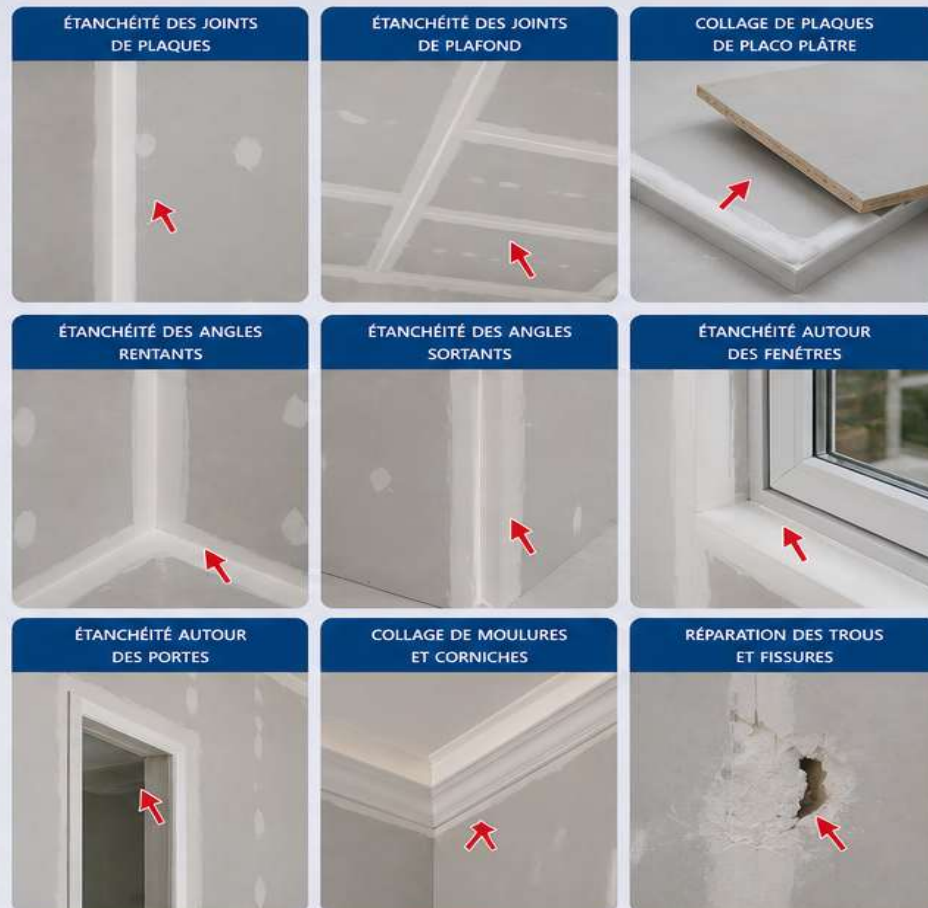 ÉTANCHÉITÉ DES JOINTS
DE PLAQUES
ÉTANCHÉITÉ DES JOINTS
DE PLAFOND
COLLAGE DE PLAQUES
DE PLACO PLÂTRE
ÉTANCHÉITÉ DES ANGLES
RENTANTS
ÉTANCHÉITÉ DES ANGLES
SORTANTS
ÉTANCHÉITÉ AUTOUR
DES FENÉTRES
ÉTANCHÉITÉ AUTOUR
DES PORTES
COLLAGE DE MOULURES
ET CORNICHES
RÉPARATION DES TROUS
ET FISSURES